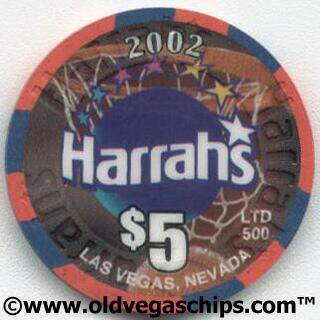 2002
Harrah's
$5
LTD
500
LAS VEGAS, NEVADA
©www.oldvegaschips.com™